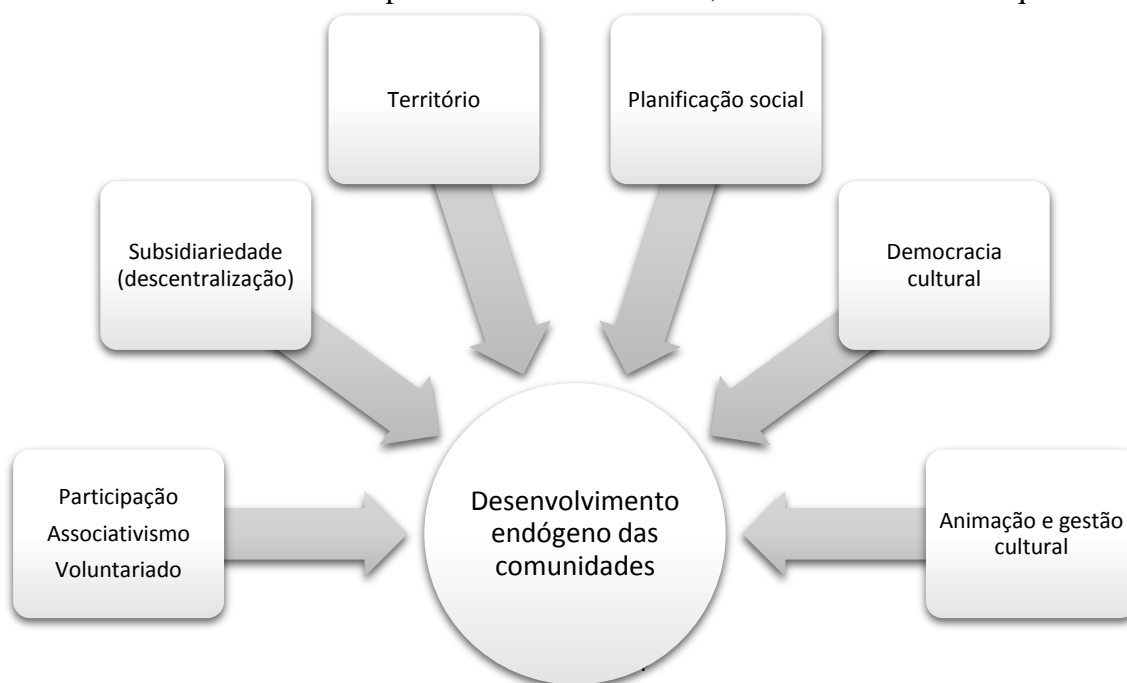 Território
Planificação social
Subsidiariedade
(descentralização)
Democracia
cultural
Participação
Associativismo
Voluntariado
Desenvolvimento
endógeno das
comunidades
Animação e gestão
cultural